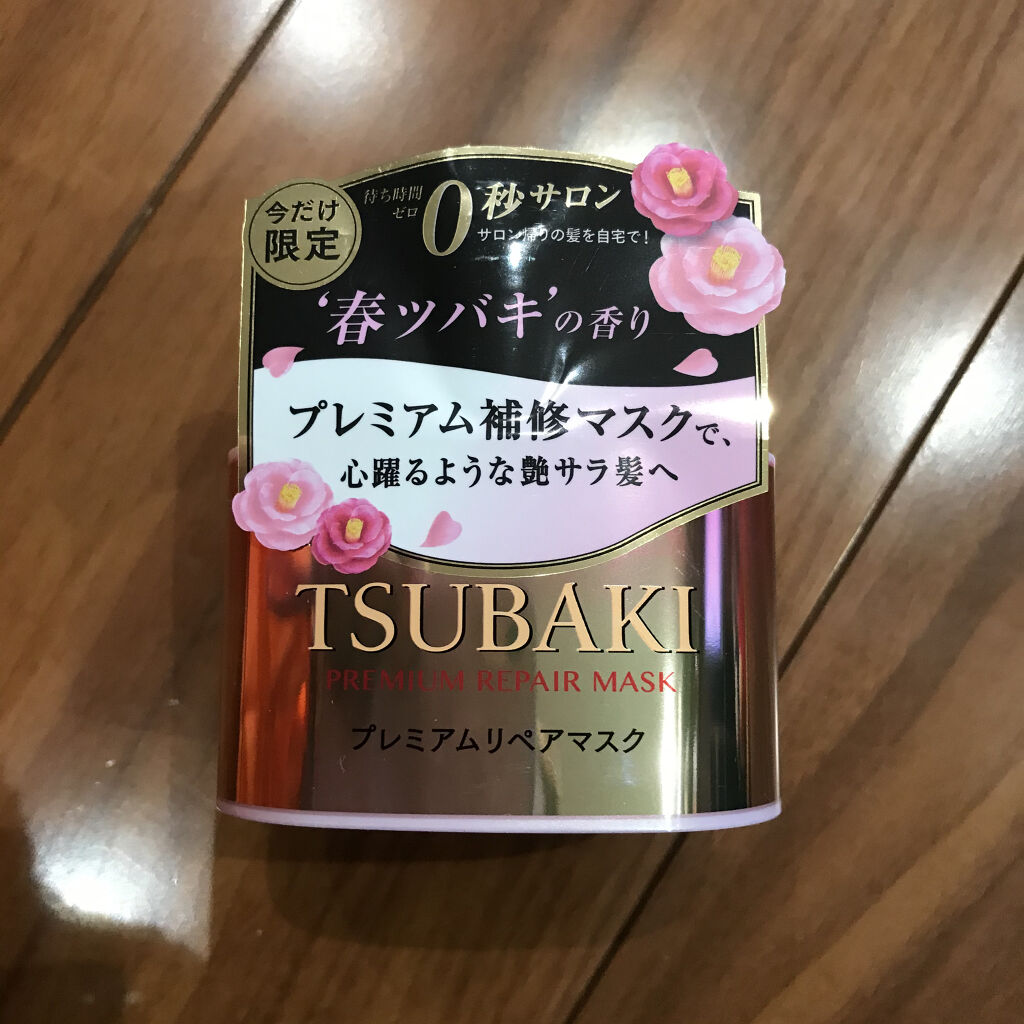 今だけ
限定
待ち時間
ゼロ
0秒サロン
サロン帰りの髪を自宅で!
‘春ツバキ’の香り
プレミアム補修マスクで、
心躍るような艶サラ髪へ
TSUBAKI
PREMIUM REPAIR MASK
プレミアムリペアマスク